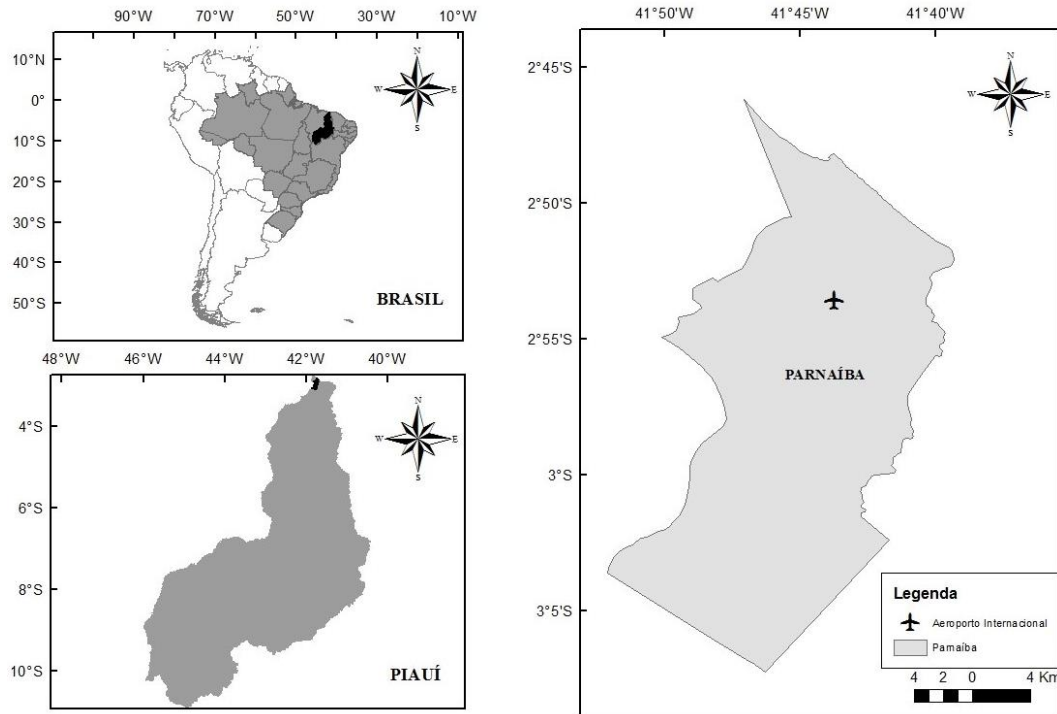 90°W 70°W 50°W 30°W 10°W
10°N
0°
10°S
20°S
30°S
40°S
50°S
N
W E
S
BRASIL
48°W 46°W 44°W 42°W 40°W
4°S
6°S
8°S
10°S
N
W E
S
PIAUÍ
41°50'W 41°45'W 41°40'W
2°45'S
2°50'S
2°55'S
3°S
3°5'S
N
W E
S
PARNAÍBA
Legenda
Aeroporto Internacional
Parnaíba
4 2 0 4 Km